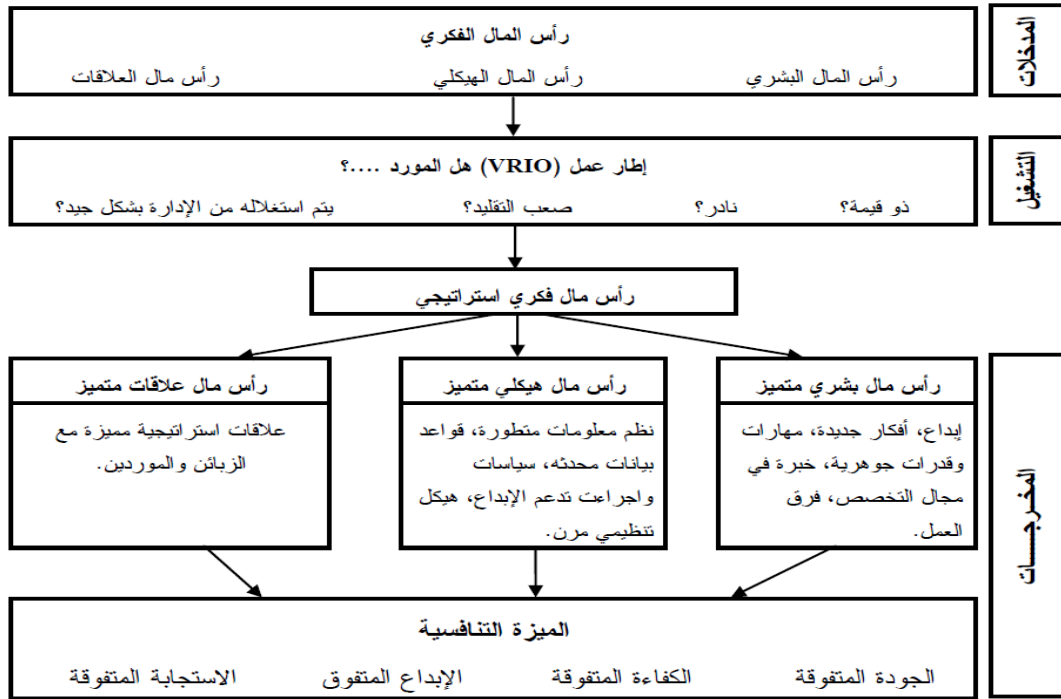 المدخلات
رأس المال الفكري
رأس المال البشري
رأس المال الهيكلي
رأس مال العلاقات
التشغيل
إطار عمل (VRIO) هل المورد ....؟
ذو قيمة؟
نادر؟
صعب التقليد؟
يتم استغلاله من الإدارة بشكل جيد؟
رأس مال فكري استراتيجي
المخرجـــات
رأس مال بشري متميز
إبداع، أفكار جديدة، مهارات
وقدرات جوهرية، خبرة في
مجال التخصص، فرق
العمل.
رأس مال هيكلي متميز
نظم معلومات متطورة، قواعد
بيانات محدثه، سياسات
واجراءت تدعم الإبداع، هيكل
تنظيمي مرن.
رأس مال علاقات متميز
علاقات استراتيجية مميزة مع
الزبائن والموردين.
الميزة التنافسية
الجودة المتفوقة
الكفاءة المتفوقة
الإبداع المتفوق
الاستجابة المتفوقة